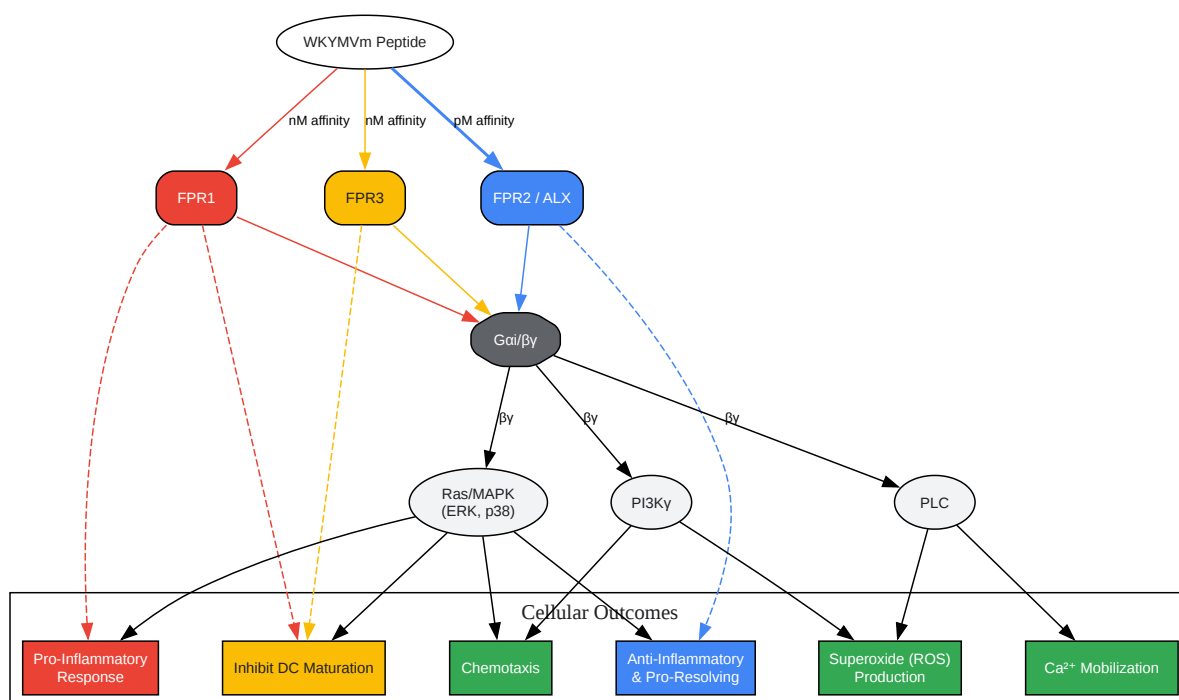 WKYMVm Peptide
nM affinity
nM affinity
pM affinity
FPR1
FPR3
FPR2 / ALX
Gαi/βγ
βγ
βγ
βγ
Ras/MAPK
(ERK, p38)
PI3Kγ
PLC
Cellular Outcomes
Pro-Inflammatory
Response
Inhibit DC Maturation
Chemotaxis
Anti-Inflammatory
& Pro-Resolving
Superoxide (ROS)
Production
Ca²⁺ Mobilization